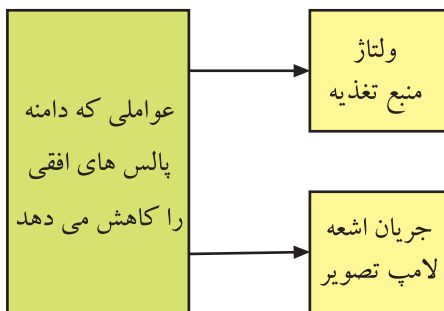 عواملی که دامنه
پالس های افقی
را کاهش می دهد
ولتاژ
منبع تغذیه
جریان اشعه
لامپ تصویر